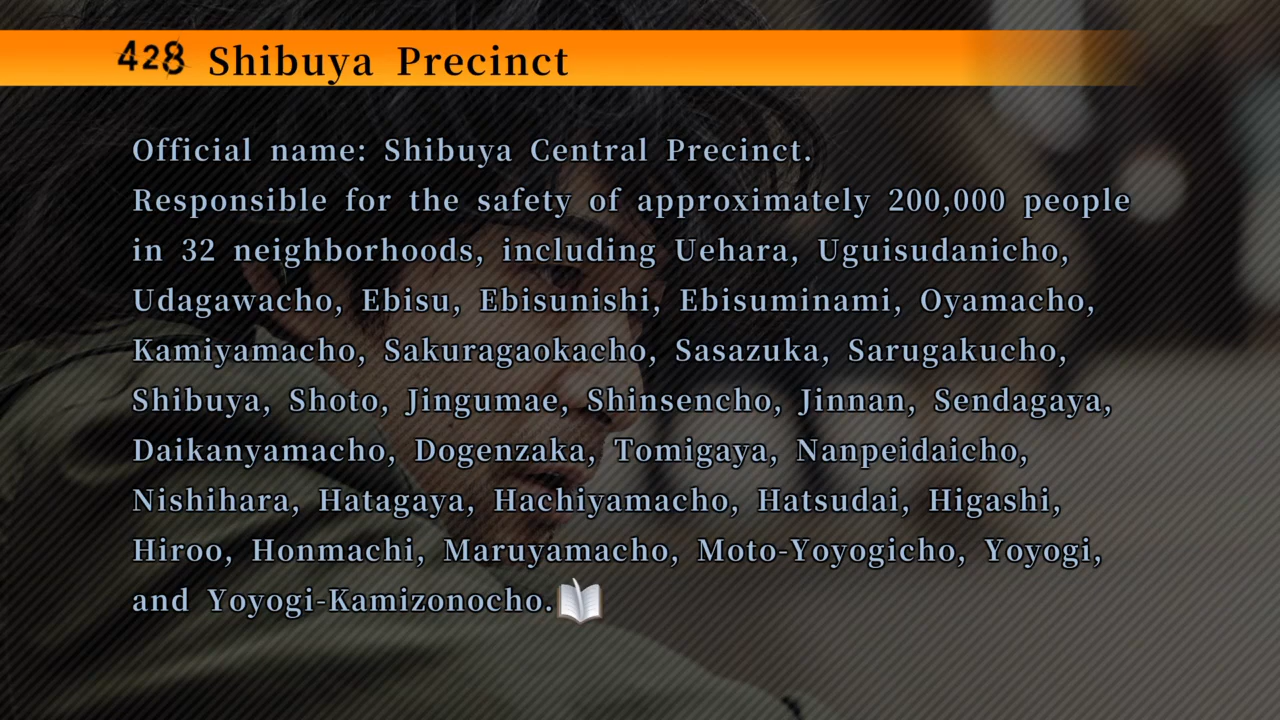 428 Shibuya Precinct
Official name: Shibuya Central Precinct.
Responsible for the safety of approximately 200,000 people
in 32 neighborhoods, including Uehara, Uguisudanicho,
Udagawacho, Ebisu, Ebisunishi, Ebisuminami, Oyamacho,
Kamiyamacho, Sakuragaokacho, Sasazuka, Sarugakucho,
Shibuya, Shoto, Jingumae, Shinsencho, Jinnan, Sendagaya,
Daikanyamacho, Dogenzaka, Tomigaya, Nanpeidaicho,
Nishihara, Hatagaya, Hachiyamacho, Hatsudai, Higashi,
Hiroo, Honmachi, Maruyamacho, Moto-Yoyogicho, Yoyogi,
and Yoyogi-Kamizonocho.